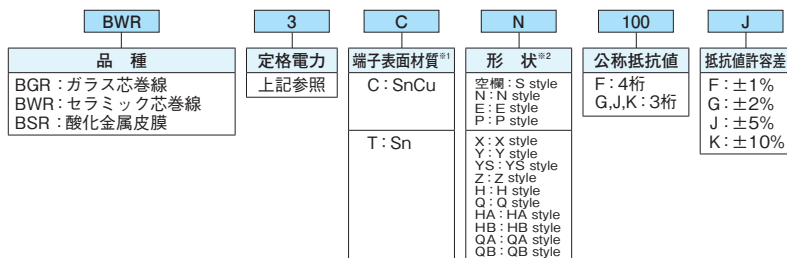 BWR 3 C N 100 J
品種 定格電力 端子表面材質※1 形状※2 公称抵抗値 抵抗値許容差
BGR：ガラス芯巻線
BWR：セラミック芯巻線
BSR：酸化金属皮膜
上記参照
C：SnCu
T：Sn
空欄：S style
N：N style
E：E style
P：P style
X：X style
Y：Y style
YS：YS style
Z：Z style
H：H style
Q：Q style
HA：HA style
HB：HB style
QA：QA style
QB：QB style
F：4桁
G,J,K：3桁
F：±1%
G：±2%
J：±5%
K：±10%